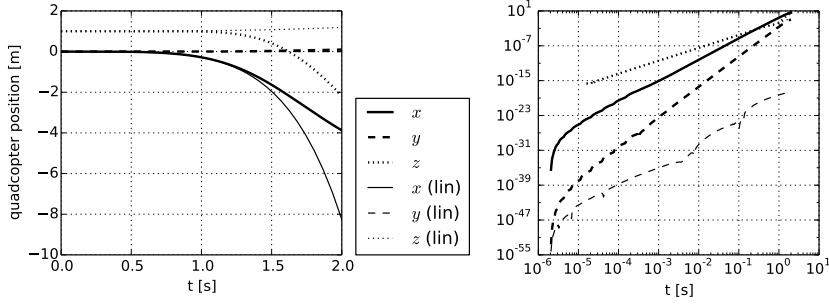 quadcopter position [m]
2
0
−2
−4
−6
−8
−10
0.0 0.5 1.0 1.5 2.0
t [s]
x
y
z
x (lin)
y (lin)
z (lin)
10^1
10^-7
10^-15
10^-23
10^-31
10^-39
10^-47
10^-55
10^-6 10^-5 10^-4 10^-3 10^-2 10^-1 10^0 10^1
t [s]